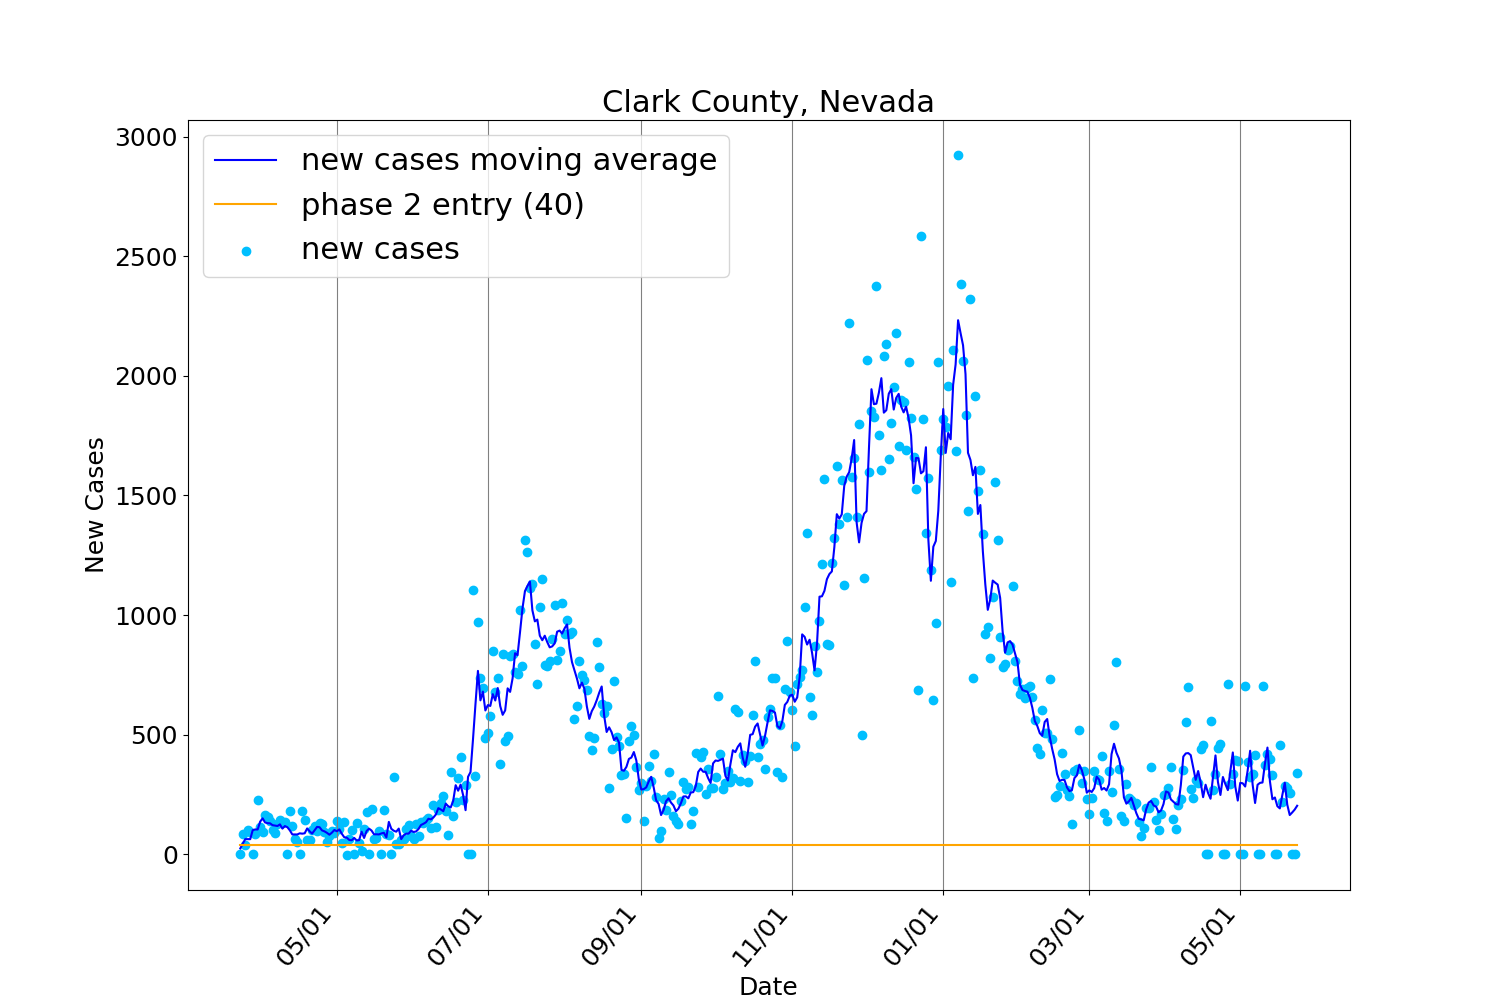 Clark County, Nevada
new cases moving average
phase 2 entry (40)
new cases
3000
2500
2000
1500
1000
500
0
New Cases
05/01
07/01
09/01
11/01
01/01
03/01
05/01
Date